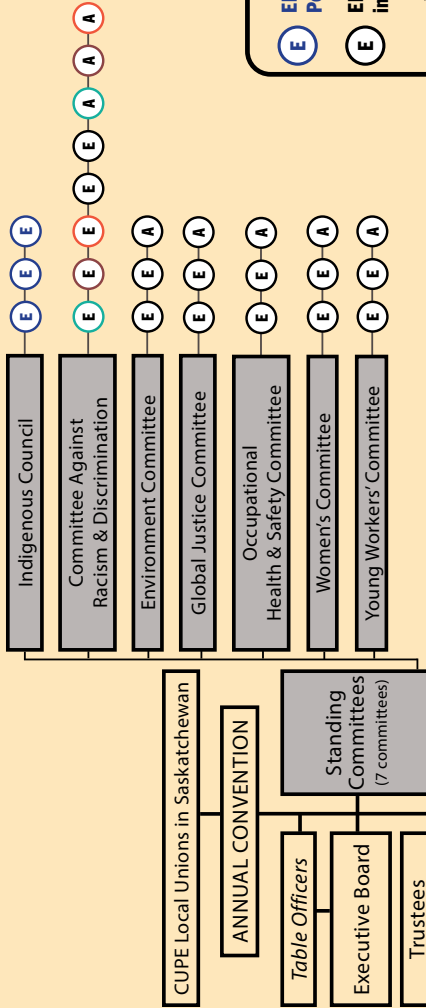 CUPE Local Unions in Saskatchewan
ANNUAL CONVENTION
Table Officers
Executive Board
Trustees
Standing
Committees
(7 committees)
Indigenous Council
E E E
Committee Against
Racism & Discrimination
E E E E E A A A
Environment Committee
E E A
Global Justice Committee
E E A
Occupational
Health & Safety Committee
E E A
Women's Committee
E E A
Young Workers' Committee
E E A
E
E